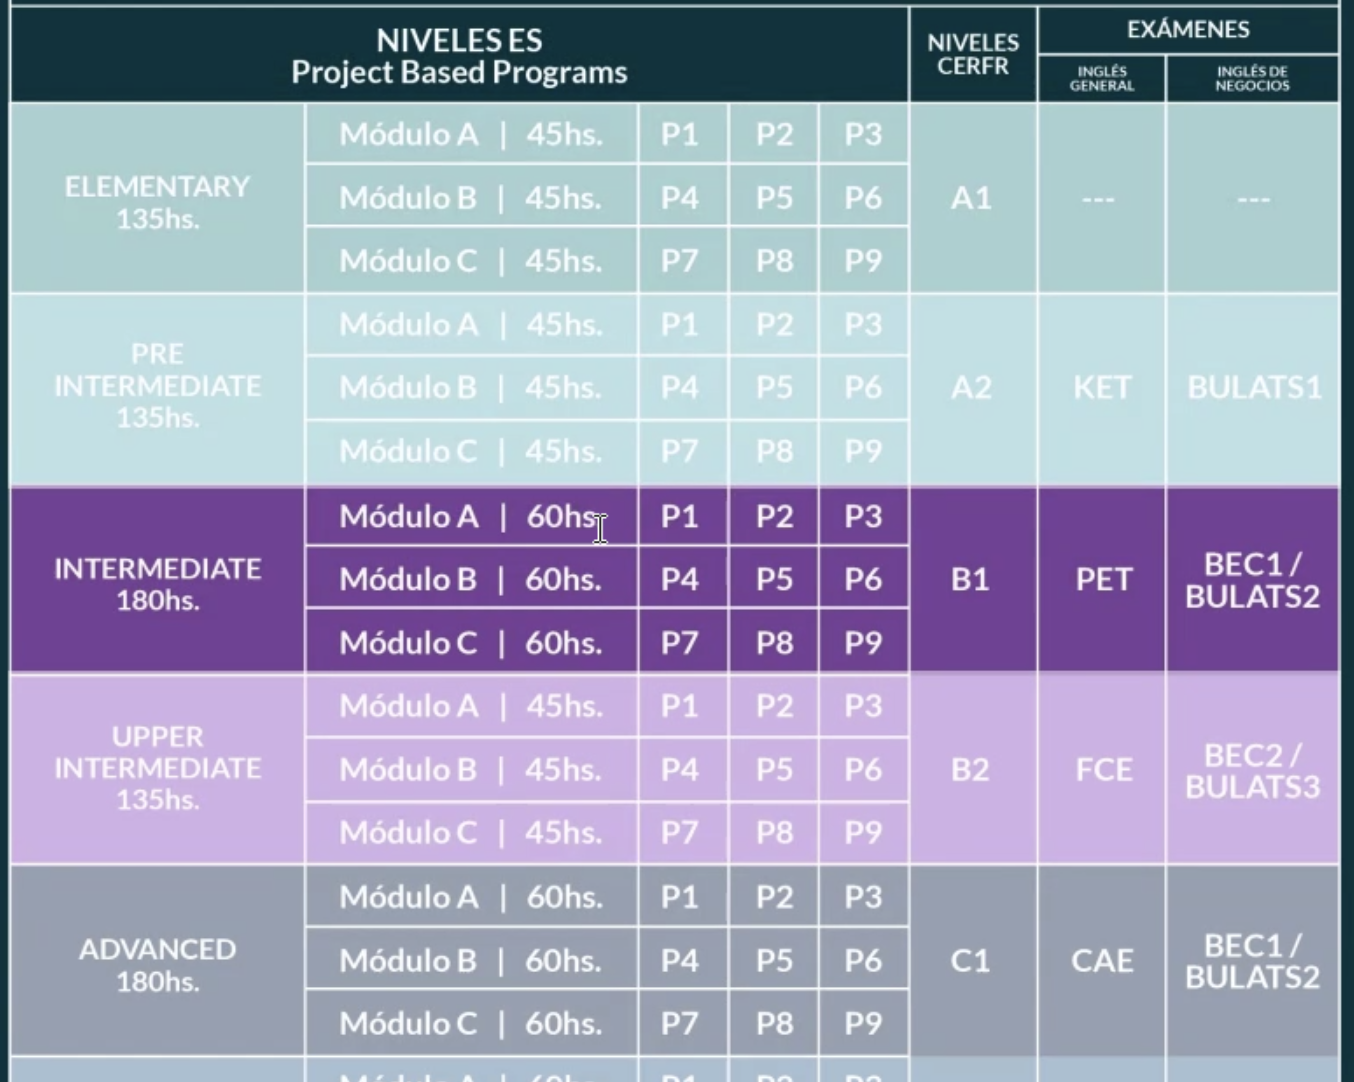 NIVELES ES
Project Based Programs
NIVELES
CERFR
EXÁMENES
INGLÉS
GENERAL
INGLÉS DE
NEGOCIOS
ELEMENTARY
135hs.
Módulo A | 45hs. P1 P2 P3
Módulo B | 45hs. P4 P5 P6
Módulo C | 45hs. P7 P8 P9
A1 --- ---
PRE
INTERMEDIATE
135hs.
Módulo A | 45hs. P1 P2 P3
Módulo B | 45hs. P4 P5 P6
Módulo C | 45hs. P7 P8 P9
A2 KET BULATS1
INTERMEDIATE
180hs.
Módulo A | 60hs. P1 P2 P3
Módulo B | 60hs. P4 P5 P6
Módulo C | 60hs. P7 P8 P9
B1 PET
BEC1 /
BULATS2
UPPER
INTERMEDIATE
135hs.
Módulo A | 45hs. P1 P2 P3
Módulo B | 45hs. P4 P5 P6
Módulo C | 45hs. P7 P8 P9
B2 FCE
BEC2 /
BULATS3
ADVANCED
180hs.
Módulo A | 60hs. P1 P2 P3
Módulo B | 60hs. P4 P5 P6
Módulo C | 60hs. P7 P8 P9
C1 CAE
BEC1 /
BULATS2